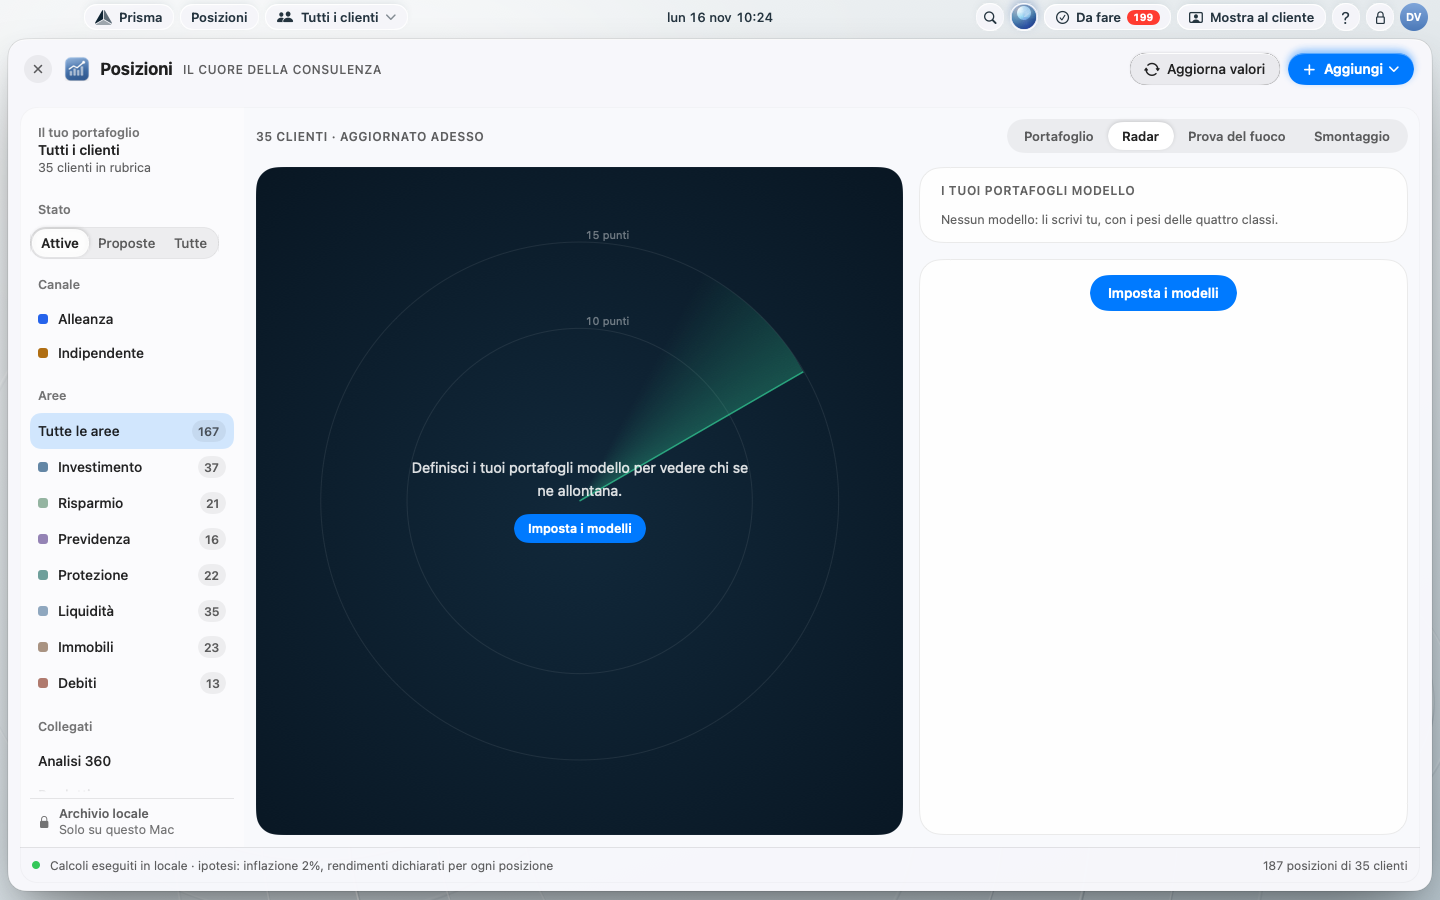 Prisma
Posizioni
Tutti i clienti
lun 16 nov 10:24
Da fare 199
Mostra al cliente
?
DV
Posizioni IL CUORE DELLA CONSULENZA
Aggiorna valori
+ Aggiungi
Il tuo portafoglio
Tutti i clienti
35 clienti in rubrica
Stato
Attive Proposte Tutte
Canale
Alleanza
Indipendente
Aree
Tutte le aree 167
Investimento 37
Risparmio 21
Previdenza 16
Protezione 22
Liquidità 35
Immobili 23
Debiti 13
Collegati
Analisi 360
Archivio locale
Solo su questo Mac
35 CLIENTI · AGGIORNATO ADESSO
Portafoglio Radar Prova del fuoco Smontaggio
15 punti
10 punti
Definisci i tuoi portafogli modello per vedere chi se
ne allontana.
Imposta i modelli
I TUOI PORTAFOGLI MODELLO
Nessun modello: li scrivi tu, con i pesi delle quattro classi.
Imposta i modelli
Calcoli eseguiti in locale · ipotesi: inflazione 2%, rendimenti dichiarati per ogni posizione
187 posizioni di 35 clienti